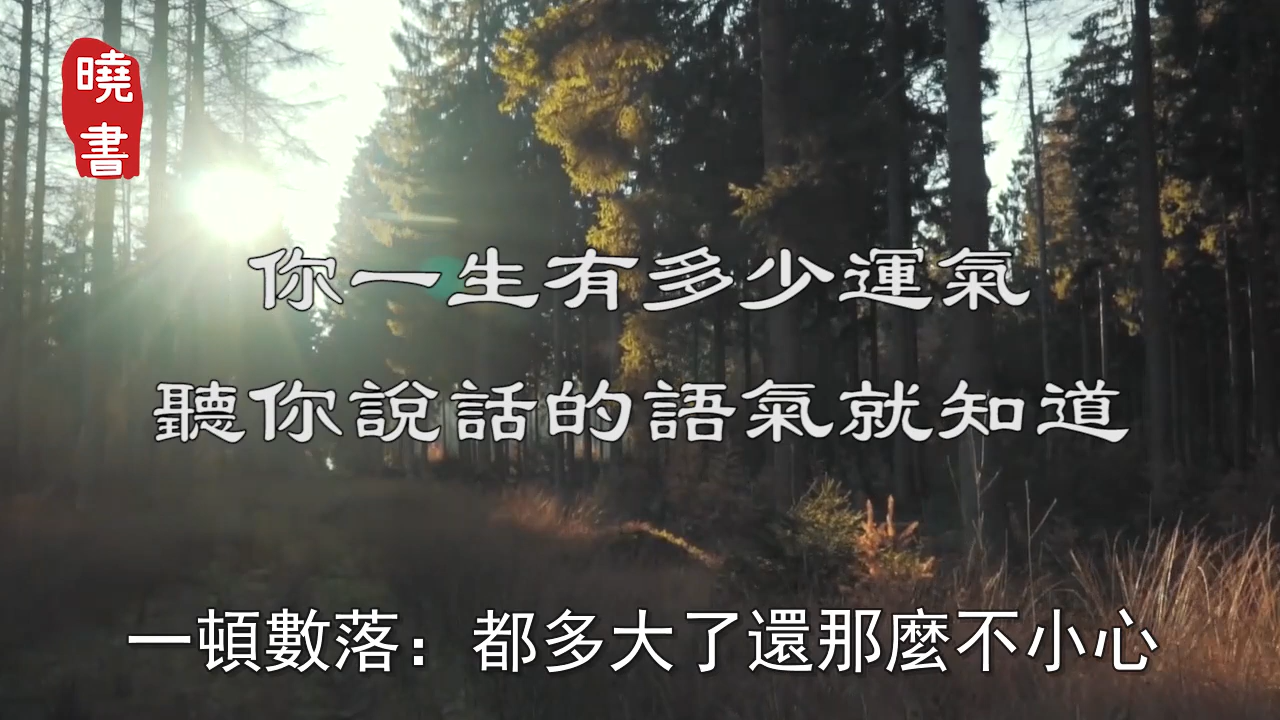 曉
書
你一生有多少運氣
聽你說話的語氣就知道
一頓數落：都多大了還那麼不小心